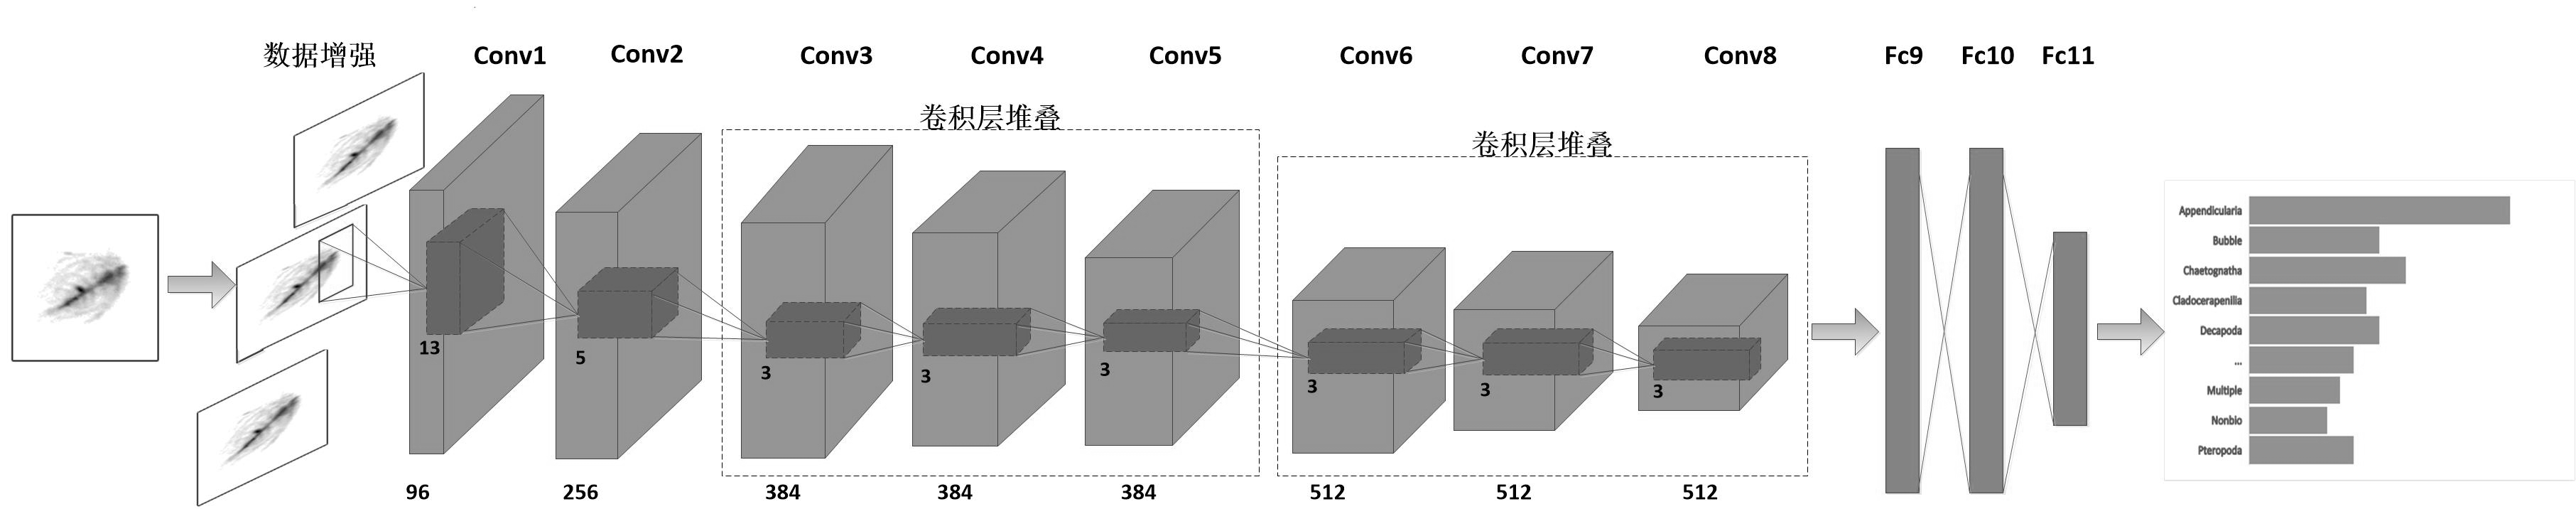 数据增强
Conv1
Conv2
Conv3
Conv4
Conv5
Conv6
Conv7
Conv8
Fc9
Fc10
Fc11
卷积层堆叠
卷积层堆叠
13
5
3
3
3
3
3
3
96
256
384
384
384
512
512
512
Appendicularia
Bubble
Chaetognatha
Cladocerapenilia
Decapoda
...
Multiple
Nonbio
Pteropoda